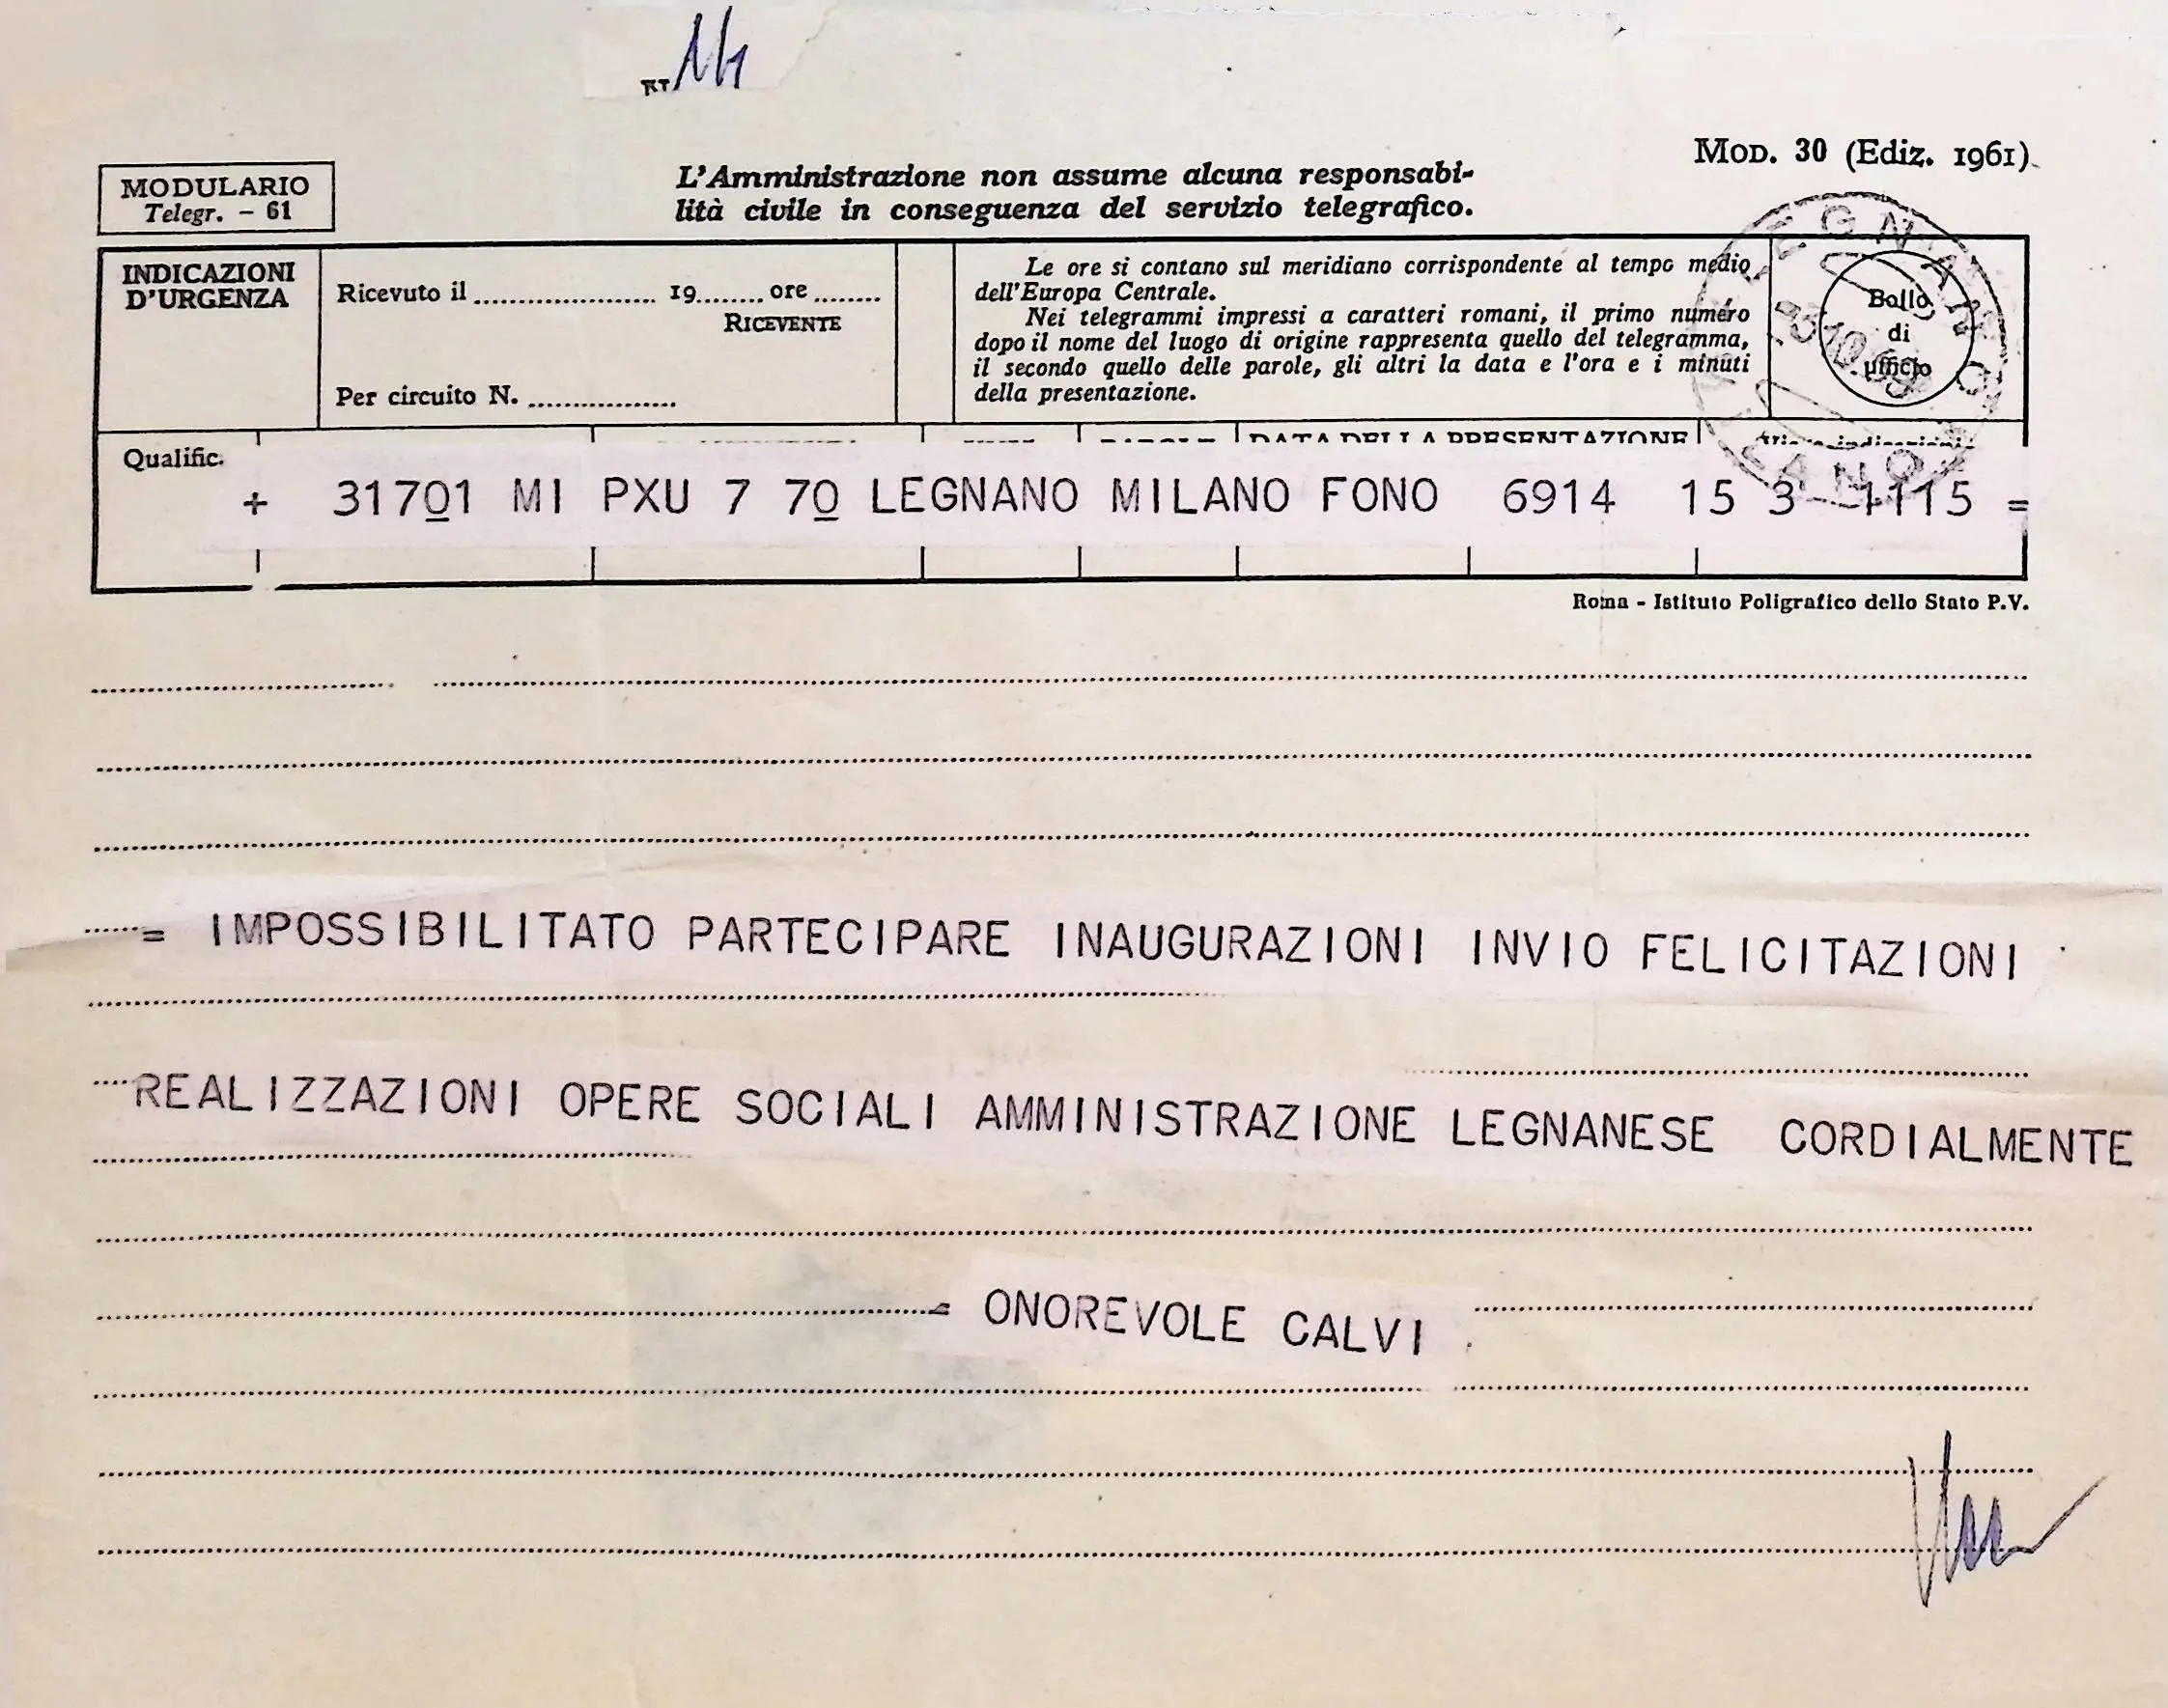 RT.
MODULARIO
Telegr. - 61
L'Amministrazione non assume alcuna responsabi-
lità civile in conseguenza del servizio telegrafico.
MOD. 30 (Ediz. 1961)
INDICAZIONI
D'URGENZA
Ricevuto il .................... 19........ ore ........
RICEVENTE
Per circuito N. .................
Le ore si contano sul meridiano corrispondente al tempo medio
dell'Europa Centrale.
Nei telegrammi impressi a caratteri romani, il primo numero
dopo il nome del luogo di origine rappresenta quello del telegramma,
il secondo quello delle parole, gli altri la data e l'ora e i minuti
della presentazione.
Bollo
di
ufficio
LEGNANO
Qualific.
DATA DELLA PRESENTAZIONE
+ 31701 MI PXU 7 70 LEGNANO MILANO FONO 6914 15 3 1115 =
Roma - Istituto Poligrafico dello Stato P.V.
= IMPOSSIBILITATO PARTECIPARE INAUGURAZIONI INVIO FELICITAZIONI
REALIZZAZIONI OPERE SOCIALI AMMINISTRAZIONE LEGNANESE CORDIALMENTE
= ONOREVOLE CALVI .